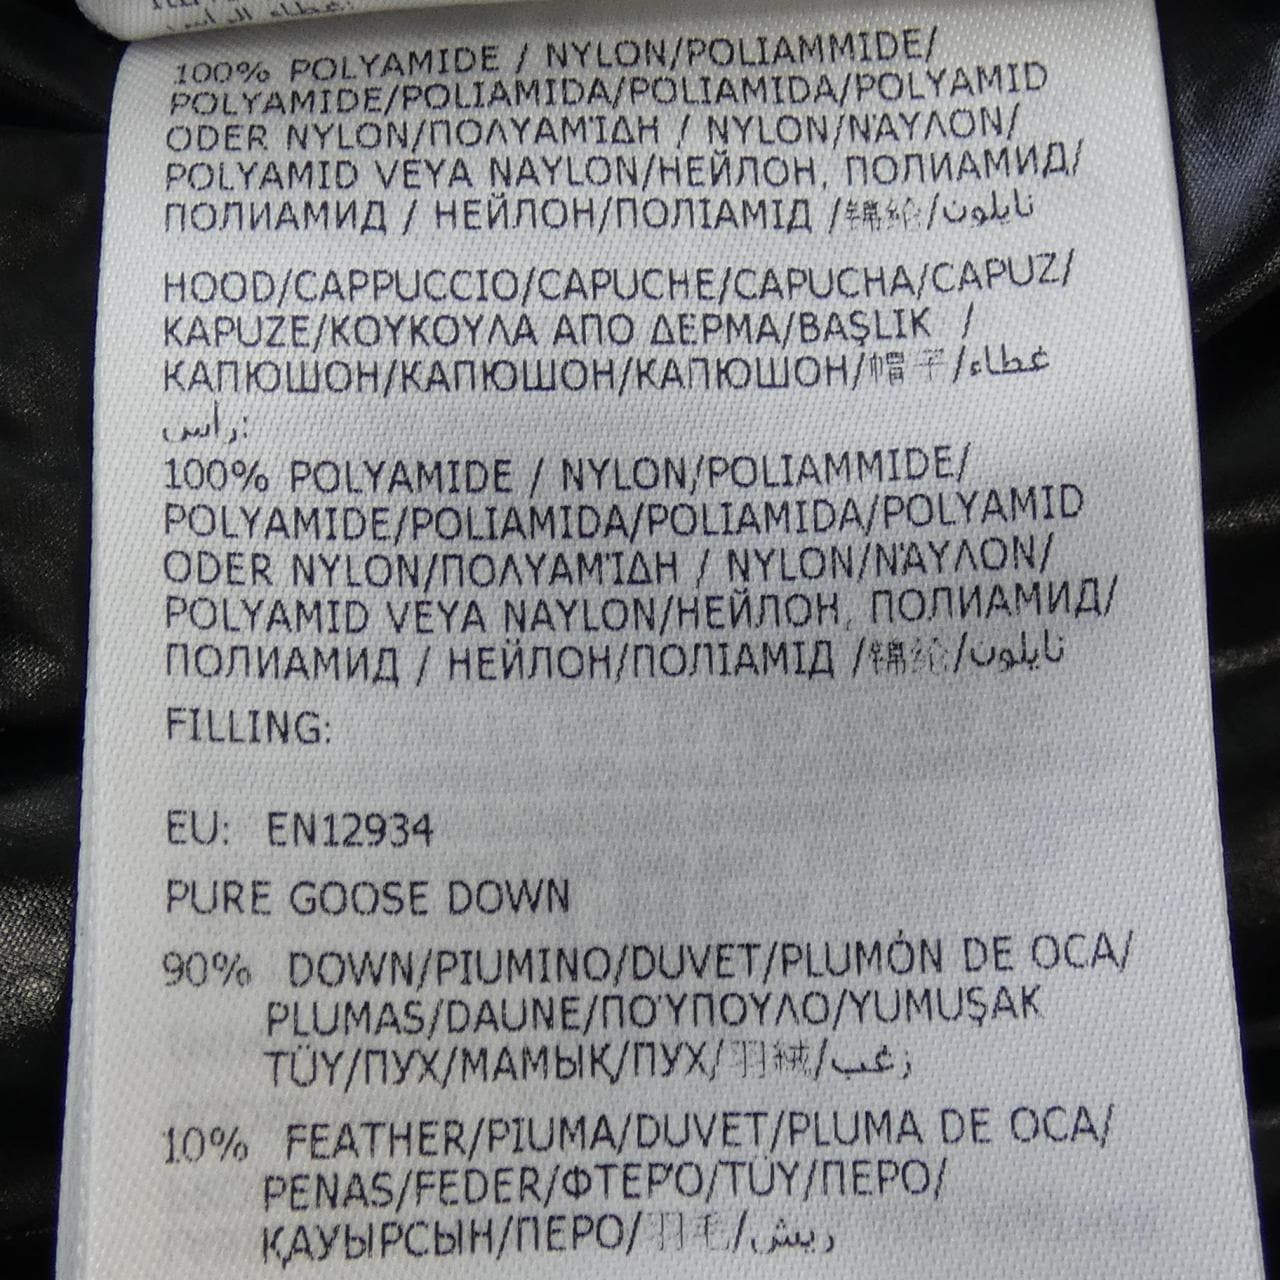 100% POLYAMIDE / NYLON/POLIAMMIDE/
POLYAMIDE/POLIAMIDA/POLIAMIDA/POLYAMID
ODER NYLON/ΠΟΛΥΑΜΊΔΗ / NYLON/ΝΆΥΛΟΝ/
POLYAMID VEYA NAYLON/НЕЙЛОН, ПОЛИАМИД/
ПОЛИАМИД / НЕЙЛОН/ПОЛІАМІД /锦纶/نايلون
HOOD/CAPPUCCIO/CAPUCHE/CAPUCHA/CAPUZ/
KAPUZE/ΚΟΥΚΟΥΛΑ ΑΠΟ ΔΕΡΜΑ/BAŞLIK /
КАПЮШОН/КАПЮШОН/КАПЮШОН/帽子/غطاء
رأس:
100% POLYAMIDE / NYLON/POLIAMMIDE/
POLYAMIDE/POLIAMIDA/POLIAMIDA/POLYAMID
ODER NYLON/ΠΟΛΥΑΜΊΔΗ / NYLON/ΝΆΥΛΟΝ/
POLYAMID VEYA NAYLON/НЕЙЛОН, ПОЛИАМИД/
ПОЛИАМИД / НЕЙЛОН/ПОЛІАМІД /锦纶/نايلون
FILLING:
EU: EN12934
PURE GOOSE DOWN
90% DOWN/PIUMINO/DUVET/PLUMÓN DE OCA/
PLUMAS/DAUNE/ΠΟΎΠΟΥΛΟ/YUMUŞAK
TÜY/ПУХ/МАМЫҚ/ПУХ/羽绒/زغب
10% FEATHER/PIUMA/DUVET/PLUMA DE OCA/
PENAS/FEDER/ΦΤΕΡΌ/TÜY/ПЕРО/
ҚАУЫРСЫН/ПЕРО/羽毛/ريش